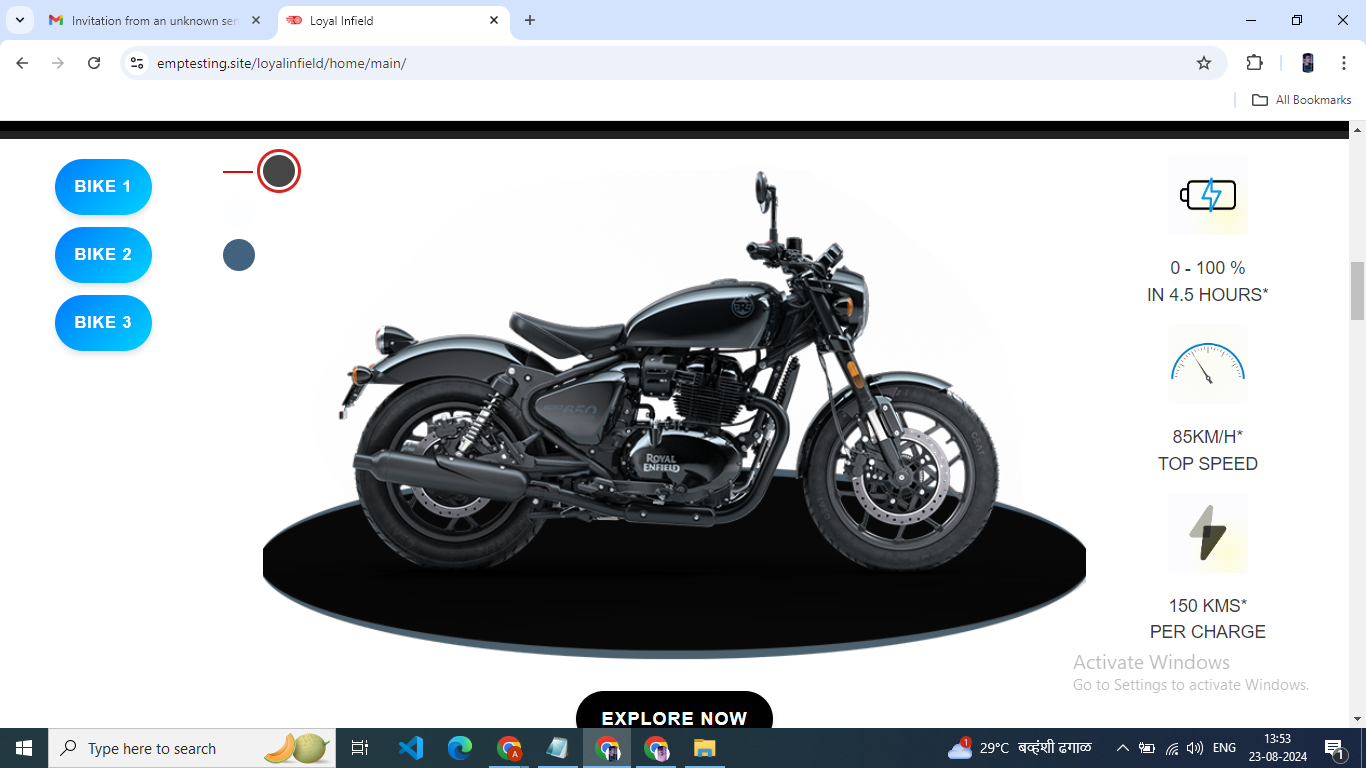 Invitation from an unknown sen
Loyal Infield
emptesting.site/loyalinfield/home/main/
All Bookmarks
BIKE 1
BIKE 2
BIKE 3
ROYAL
ENFIELD
0 - 100 %
IN 4.5 HOURS*
85KM/H*
TOP SPEED
150 KMS*
PER CHARGE
Activate Windows
Go to Settings to activate Windows.
EXPLORE NOW
Type here to search
A
1
29°C बव्हंशी ढगाळ
ENG
13:53
23-08-2024
1